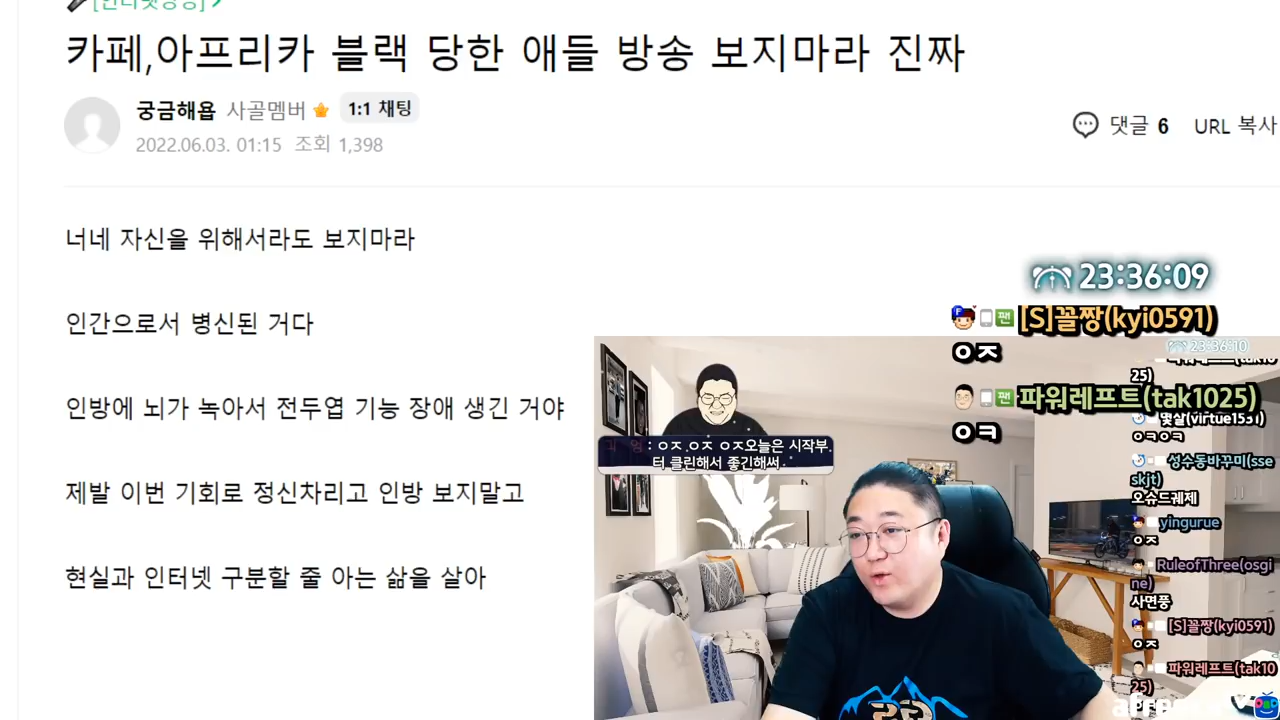 카페,아프리카 블랙 당한 애들 방송 보지마라 진짜
궁금해욥 사골멤버 1:1 채팅
2022.06.03. 01:15 조회 1,398
댓글 6 URL 복사
너네 자신을 위해서라도 보지마라
인간으로서 병신된 거다
인방에 뇌가 녹아서 전두엽 기능 장애 생긴 거야
제발 이번 기회로 정신차리고 인방 보지말고
현실과 인터넷 구분할 줄 아는 삶을 살아
23:36:09
[S]꼴짱(kyi0591)
ㅇㅈ
파워레프트(tak1025)
ㅇㅋ
: ㅇㅈ ㅇㅈ ㅇㅈ오늘은 시작부.
터 클린해서 좋긴해써
23:36:10
25)
(virtue1531)
ㅇㅋㅇㅋ
성수동바꾸미(sse
skjt)
오슈드궤제
yingurue
ㅇㅈ
RuleofThree(osgi
ne)
사면풍
[S]꼴짱(kyi0591)
ㅇㅈ
파워레프트(tak10
25)